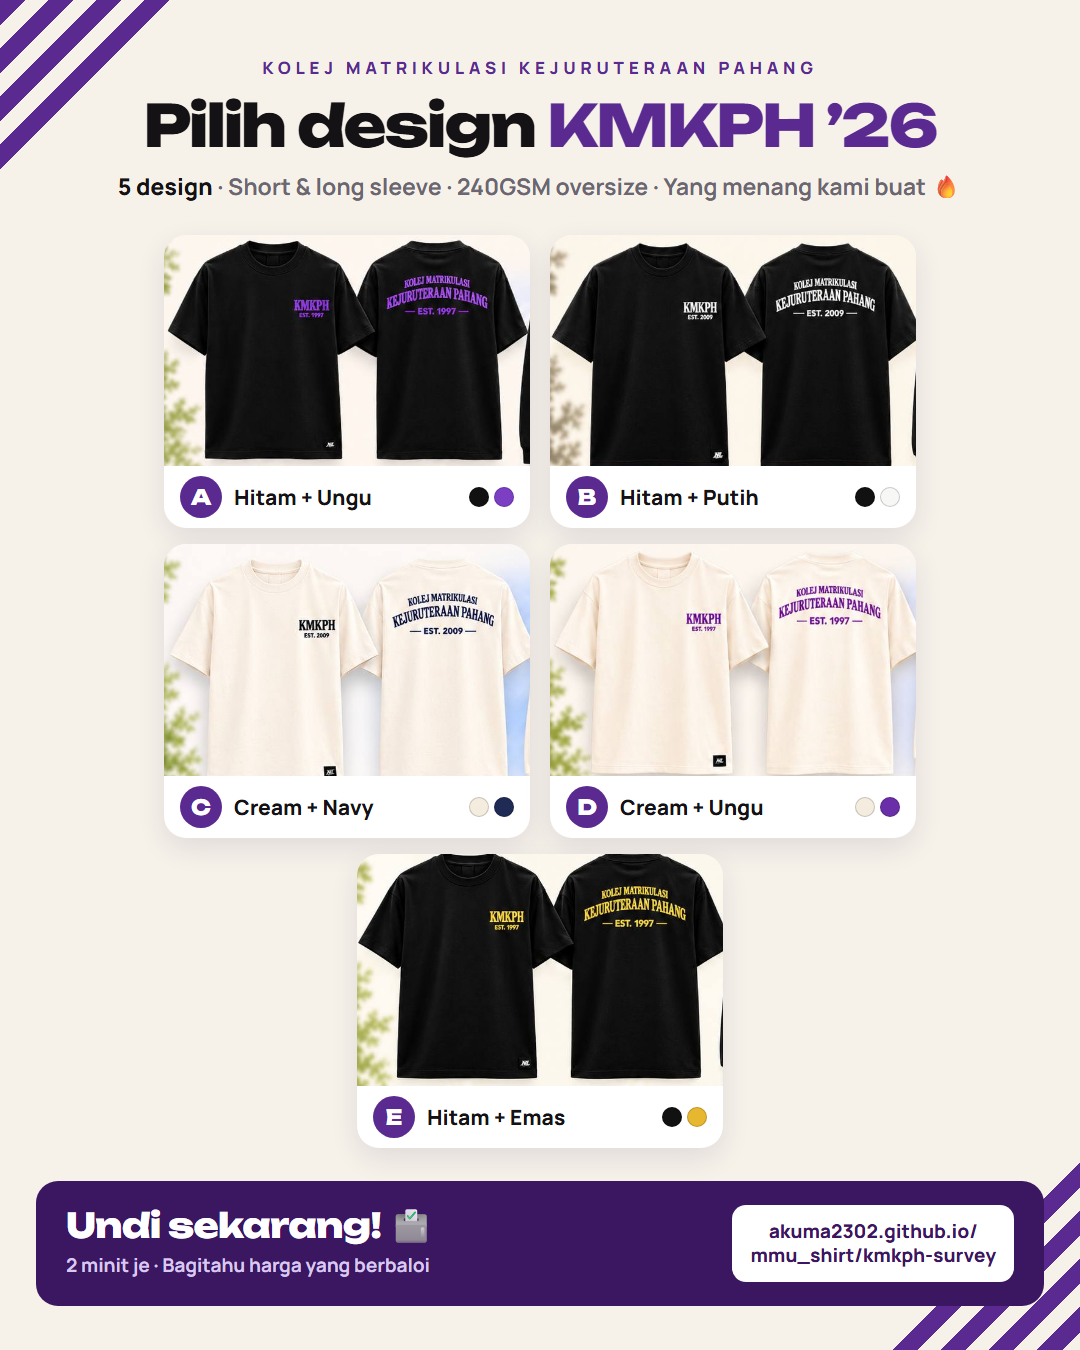 KOLEJ MATRIKULASI KEJURUTERAAN PAHANG
Pilih design KMKPH ’26
5 design · Short & long sleeve · 240GSM oversize · Yang menang kami buat 🔥
KMKPH
EST. 1997
KOLEJ MATRIKULASI
KEJURUTERAAN PAHANG
— EST. 1997 —
A Hitam + Ungu
KMKPH
EST. 2009
KOLEJ MATRIKULASI
KEJURUTERAAN PAHANG
— EST. 2009 —
B Hitam + Putih
KMKPH
EST. 2009
KOLEJ MATRIKULASI
KEJURUTERAAN PAHANG
— EST. 2009 —
C Cream + Navy
KMKPH
EST. 1997
KOLEJ MATRIKULASI
KEJURUTERAAN PAHANG
— EST. 1997 —
D Cream + Ungu
KMKPH
EST. 1997
KOLEJ MATRIKULASI
KEJURUTERAAN PAHANG
— EST. 1997 —
E Hitam + Emas
Undi sekarang! 🗳️
2 minit je · Bagitahu harga yang berbaloi
akuma2302.github.io/
mmu_shirt/kmkph-survey